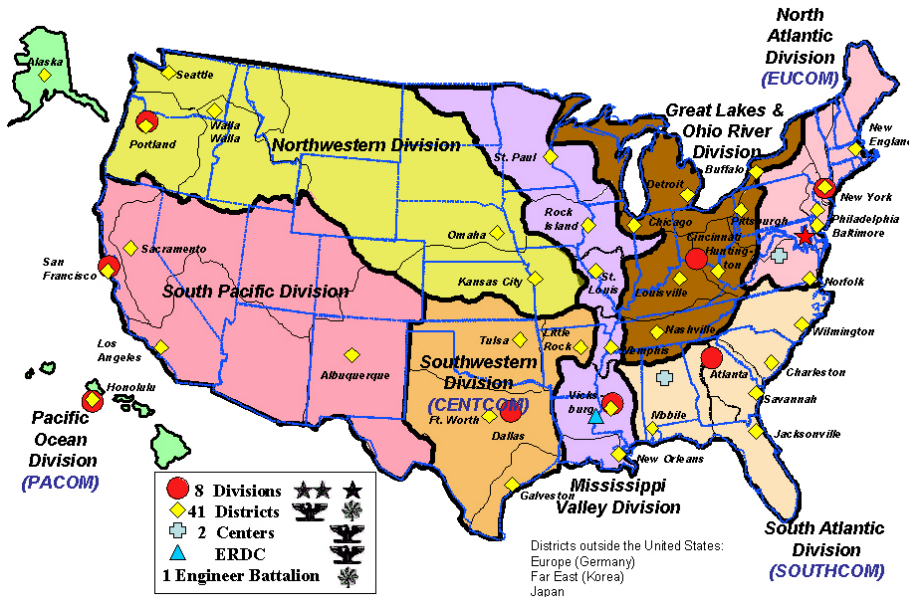 North
Atlantic
Division
(EUCOM)
Alaska
Seattle
Walla
Walla
Portland
Northwestern Division
Great Lakes &
Ohio River
Division
New
England
St. Paul
Buffalo
Detroit
New York
Rock
Island
Chicago
Pittsburgh
Philadelphia
Baltimore
Omaha
Cincinnati
Hunting-
ton
Sacramento
San
Francisco
South Pacific Division
Kansas City
St.
Louis
Louisville
Norfolk
Los
Angeles
Albuquerque
Tulsa
Little
Rock
Nashville
Memphis
Wilmington
Southwestern
Division
(CENTCOM)
Atlanta
Charleston
Honolulu
Pacific
Ocean
Division
(PACOM)
Ft. Worth
Dallas
Vicks
burg
Mobile
Savannah
Jacksonville
New Orleans
Galveston
Mississippi
Valley Division
South Atlantic
Division
(SOUTHCOM)
8 Divisions
41 Districts
2 Centers
ERDC
1 Engineer Battalion
Districts outside the United States:
Europe (Germany)
Far East (Korea)
Japan